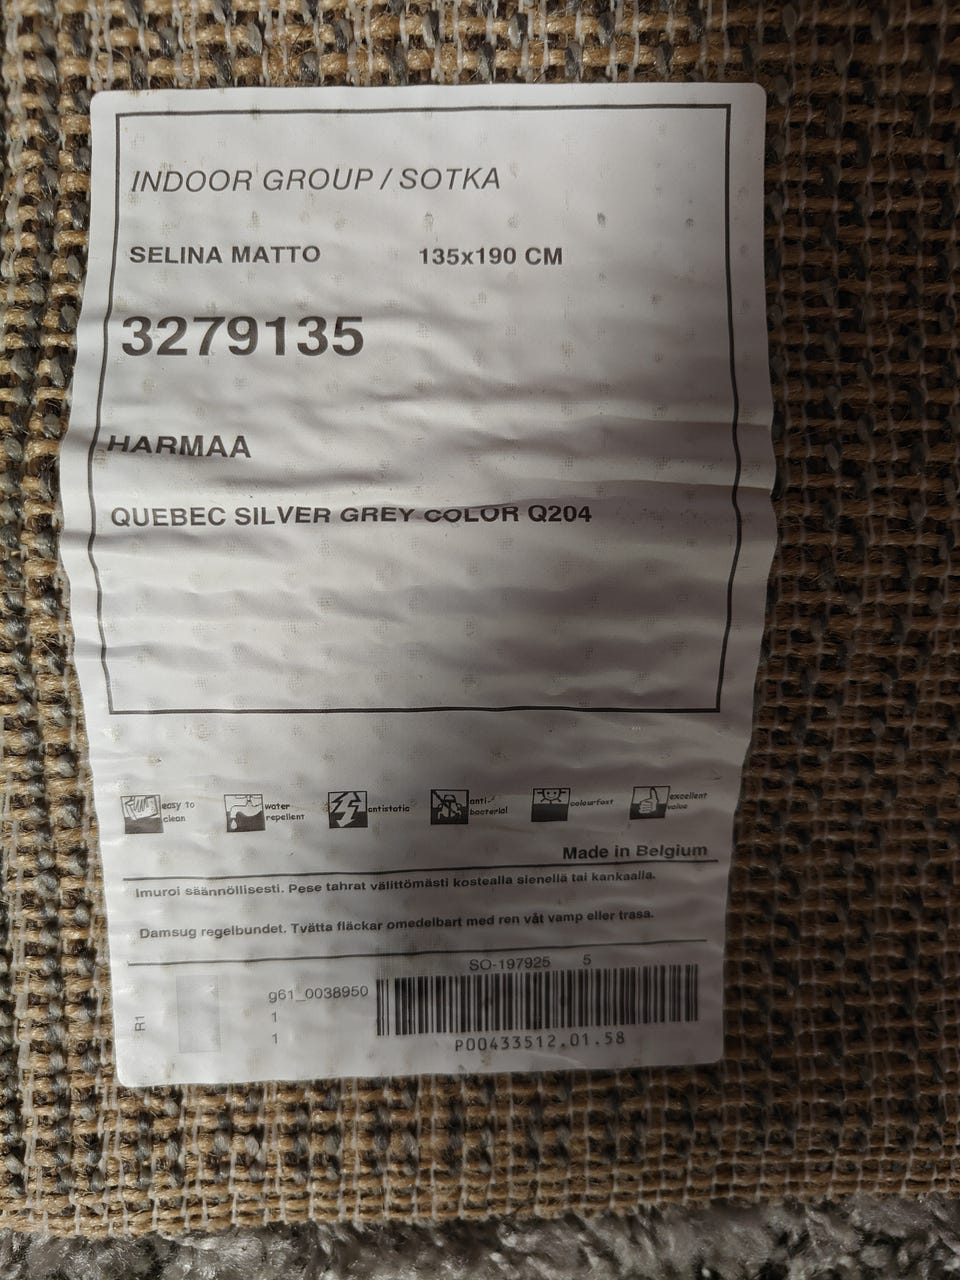 INDOOR GROUP / SOTKA
SELINA MATTO 135x190 CM
3279135
HARMAA
QUEBEC SILVER GREY COLOR Q204
easy to clean
water repellent
antistatic
anti-bacterial
colourfast
excellent value
Made in Belgium
Imuroi säännöllisesti. Pese tahrat välittömästi kostealla sienellä tai kankaalla.
Damsug regelbundet. Tvätta fläckar omedelbart med ren våt vamp eller trasa.
SO-197925 5
g61_0038950
1
1
R1
P00433512.01.58